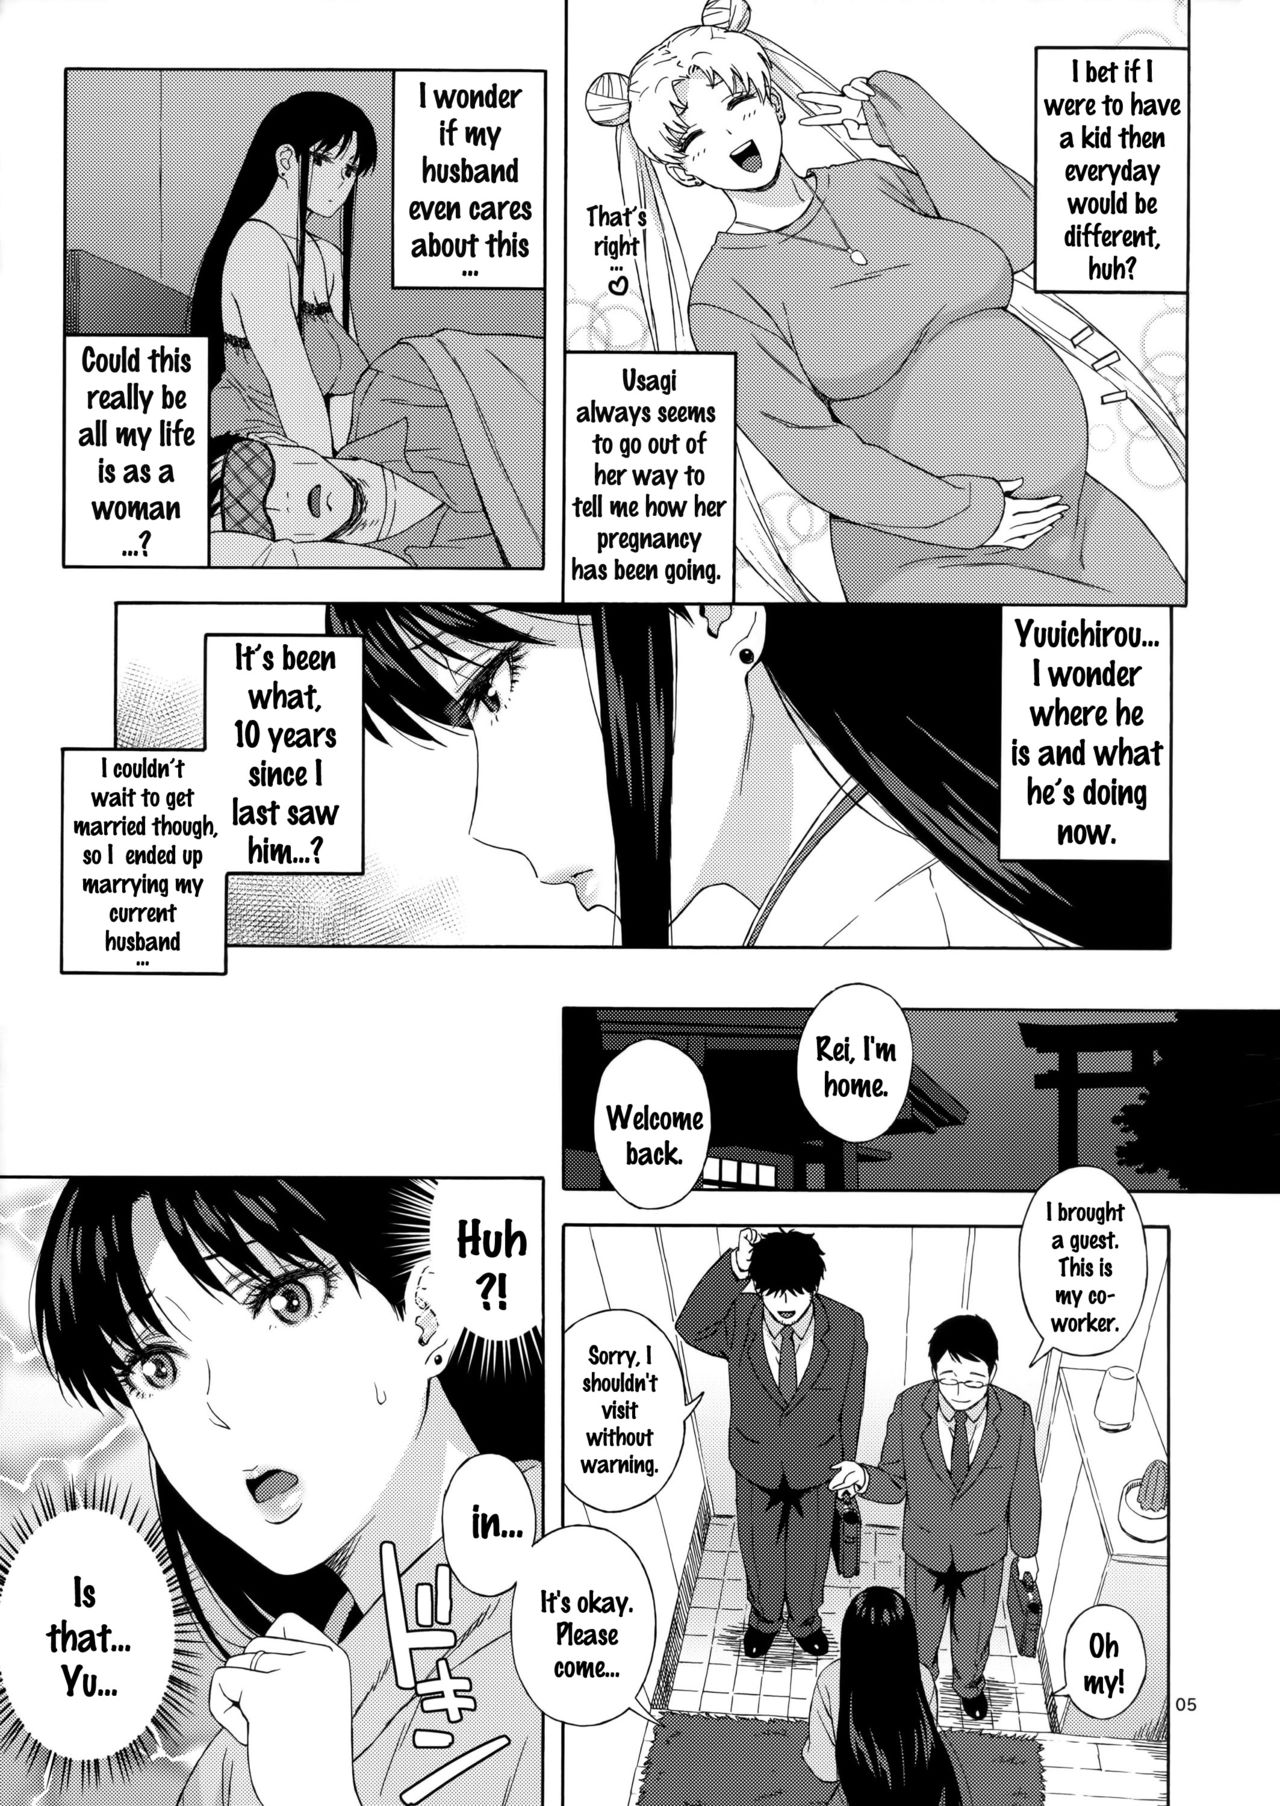 I bet if I
were to have
a kid then
everyday
would be
different,
huh?
That's
right
...♡
Usagi
always seems
to go out of
her way to
tell me how her
pregnancy
has been going.
I wonder
if my
husband
even cares
about this
...
Could this
really be
all my life
is as a
woman
...?
Yuuichirou...
I wonder
where he
is and what
he's doing
now.
It's been
what,
10 years
since I
last saw
him...?
I couldn't
wait to get
married though,
so I ended up
marrying my
current
husband
...
Rei, I'm
home.
Welcome
back.
I brought
a guest.
This is
my co-
worker.
Sorry, I
shouldn't
visit
without
warning.
Oh
my!
It's okay.
Please
come...
in...
Huh
?!
ドキン
Is
that...
Yu...
05